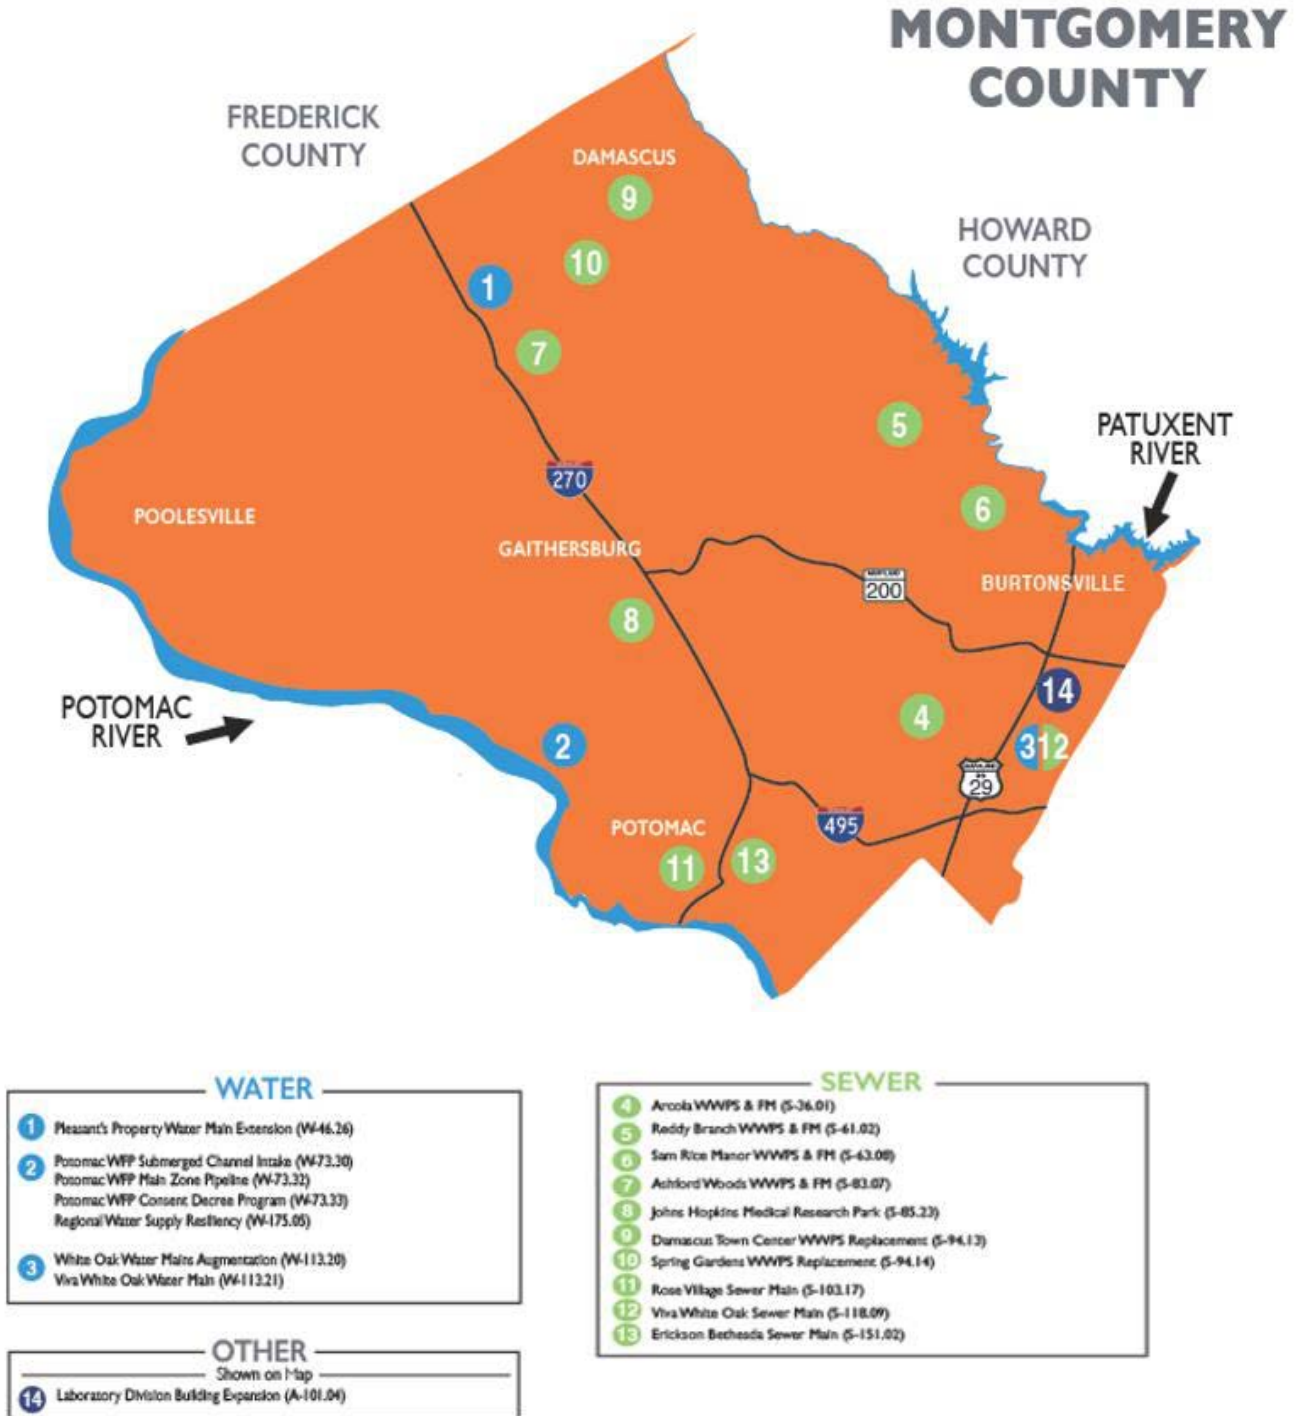 MONTGOMERY
COUNTY
FREDERICK
COUNTY
DAMASCUS
9
HOWARD
COUNTY
10
1
7
5
PATUXENT
RIVER
270
6
POOLESVILLE
GAITHERSBURG
BURTONSVILLE
200
8
14
POTOMAC
RIVER
4
2
312
29
POTOMAC
495
11
13
WATER
1 Pleasant's Property Water Main Extension (W-46.26)
2 Potomac WFP Submerged Channel Intake (W-73.30)
Potomac WFP Main Zone Pipeline (W-73.32)
Potomac WFP Consent Decree Program (W-73.33)
Regional Water Supply Resiliency (W-175.05)
3 White Oak Water Mains Augmentation (W-113.20)
Viva White Oak Water Main (W-113.21)
SEWER
4 Arcola WWPS & FM (S-36.01)
5 Reddy Branch WWPS & FM (S-61.02)
6 Sam Rice Manor WWPS & FM (S-63.08)
7 Ashford Woods WWPS & FM (S-83.07)
8 Johns Hopkins Medical Research Park (S-85.23)
9 Damascus Town Center WWPS Replacement (S-94.13)
10 Spring Gardens WWPS Replacement (S-94.14)
11 Rose Village Sewer Main (S-103.17)
12 Viva White Oak Sewer Main (S-118.09)
13 Erickson Bethesda Sewer Main (S-151.02)
OTHER
Shown on Map
14 Laboratory Division Building Expansion (A-101.04)